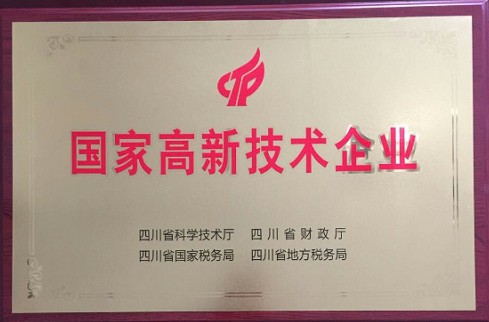 CTP
国家高新技术企业
四川省科学技术厅 四川省财政厅
四川省国家税务局 四川省地方税务局